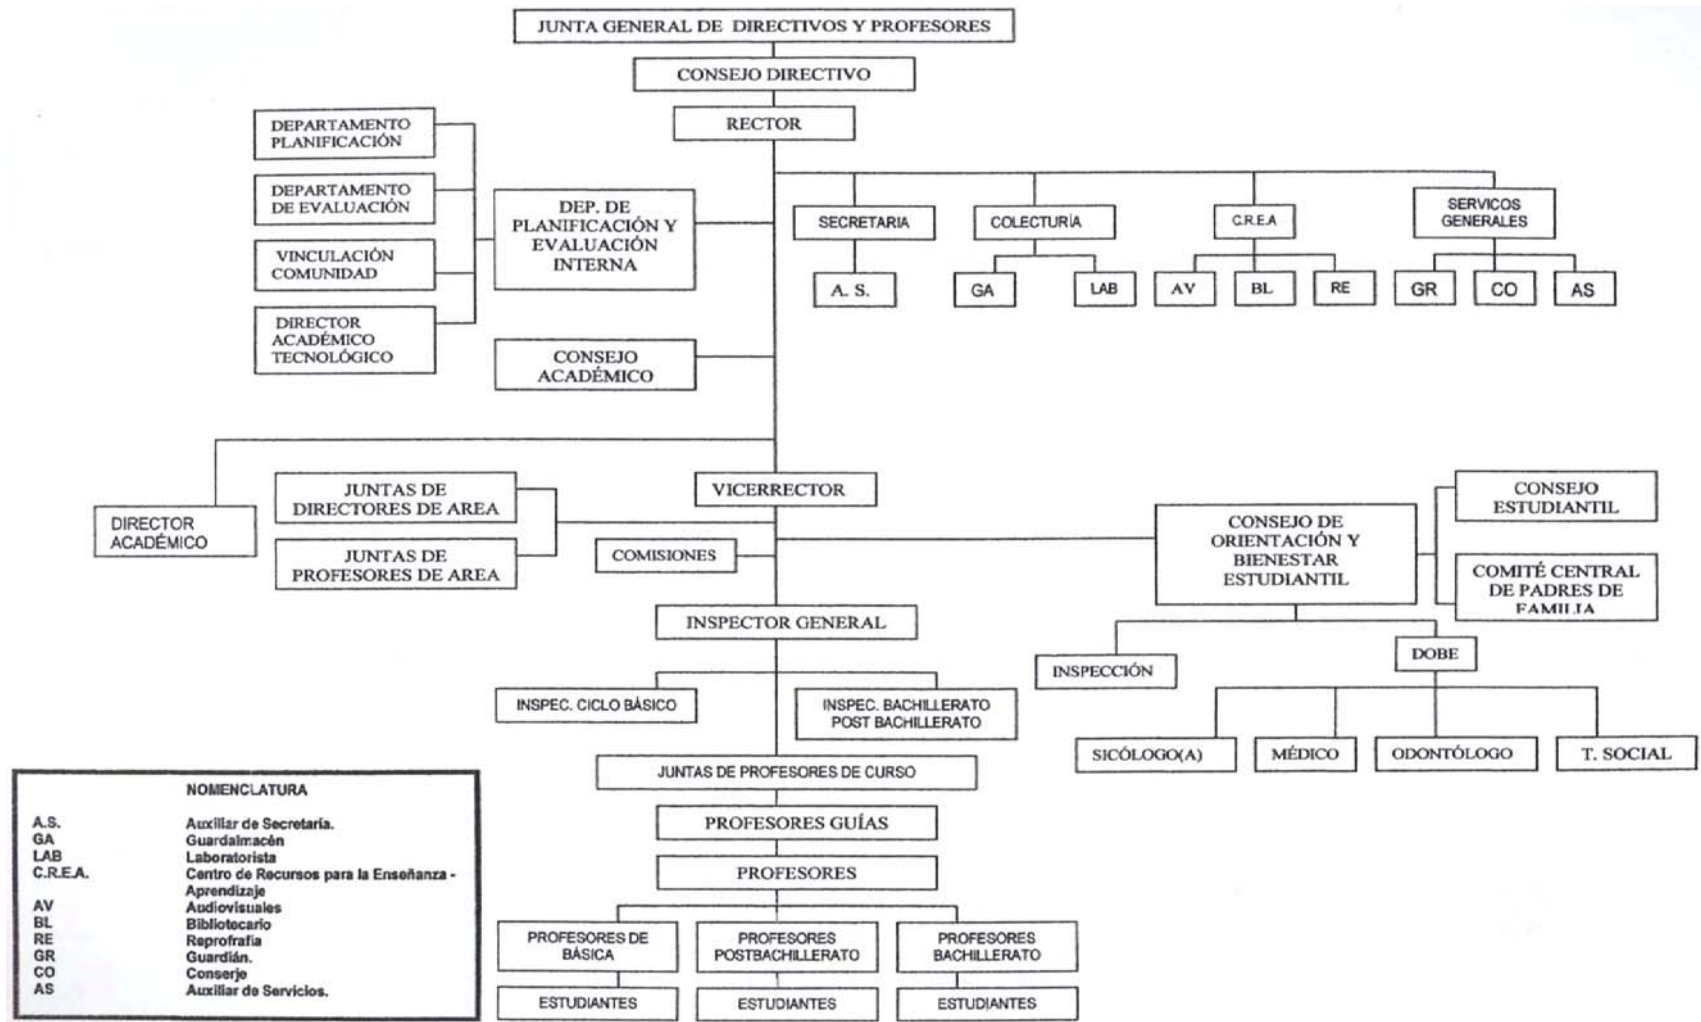 JUNTA GENERAL DE DIRECTIVOS Y PROFESORES
CONSEJO DIRECTIVO
RECTOR
DEPARTAMENTO
PLANIFICACIÓN
DEPARTAMENTO
DE EVALUACIÓN
VINCULACIÓN
COMUNIDAD
DIRECTOR
ACADÉMICO
TECNOLÓGICO
DEP. DE
PLANIFICACIÓN Y
EVALUACIÓN
INTERNA
CONSEJO
ACADÉMICO
SECRETARIA
COLECTURÍA
C.R.E.A
SERVICOS
GENERALES
A. S.
GA
LAB
AV
BL
RE
GR
CO
AS
DIRECTOR
ACADÉMICO
JUNTAS DE
DIRECTORES DE AREA
JUNTAS DE
PROFESORES DE AREA
VICERRECTOR
COMISIONES
CONSEJO DE
ORIENTACIÓN Y
BIENESTAR
ESTUDIANTIL
CONSEJO
ESTUDIANTIL
COMITÉ CENTRAL
DE PADRES DE
FAMILIA
INSPECTOR GENERAL
INSPECCIÓN
DOBE
INSPEC. CICLO BÁSICO
INSPEC. BACHILLERATO
POST BACHILLERATO
SICÓLOGO(A)
MÉDICO
ODONTÓLOGO
T. SOCIAL
JUNTAS DE PROFESORES DE CURSO
PROFESORES GUÍAS
PROFESORES
PROFESORES DE
BÁSICA
PROFESORES
POSTBACHILLERATO
PROFESORES
BACHILLERATO
ESTUDIANTES
ESTUDIANTES
ESTUDIANTES
NOMENCLATURA
A.S. Auxiliar de Secretaría.
GA Guardalmacén
LAB Laboratorista
C.R.E.A. Centro de Recursos para la Enseñanza -
Aprendizaje
AV Audiovisuales
BL Bibliotecario
RE Reprofrafía
GR Guardián.
CO Conserje
AS Auxiliar de Servicios.